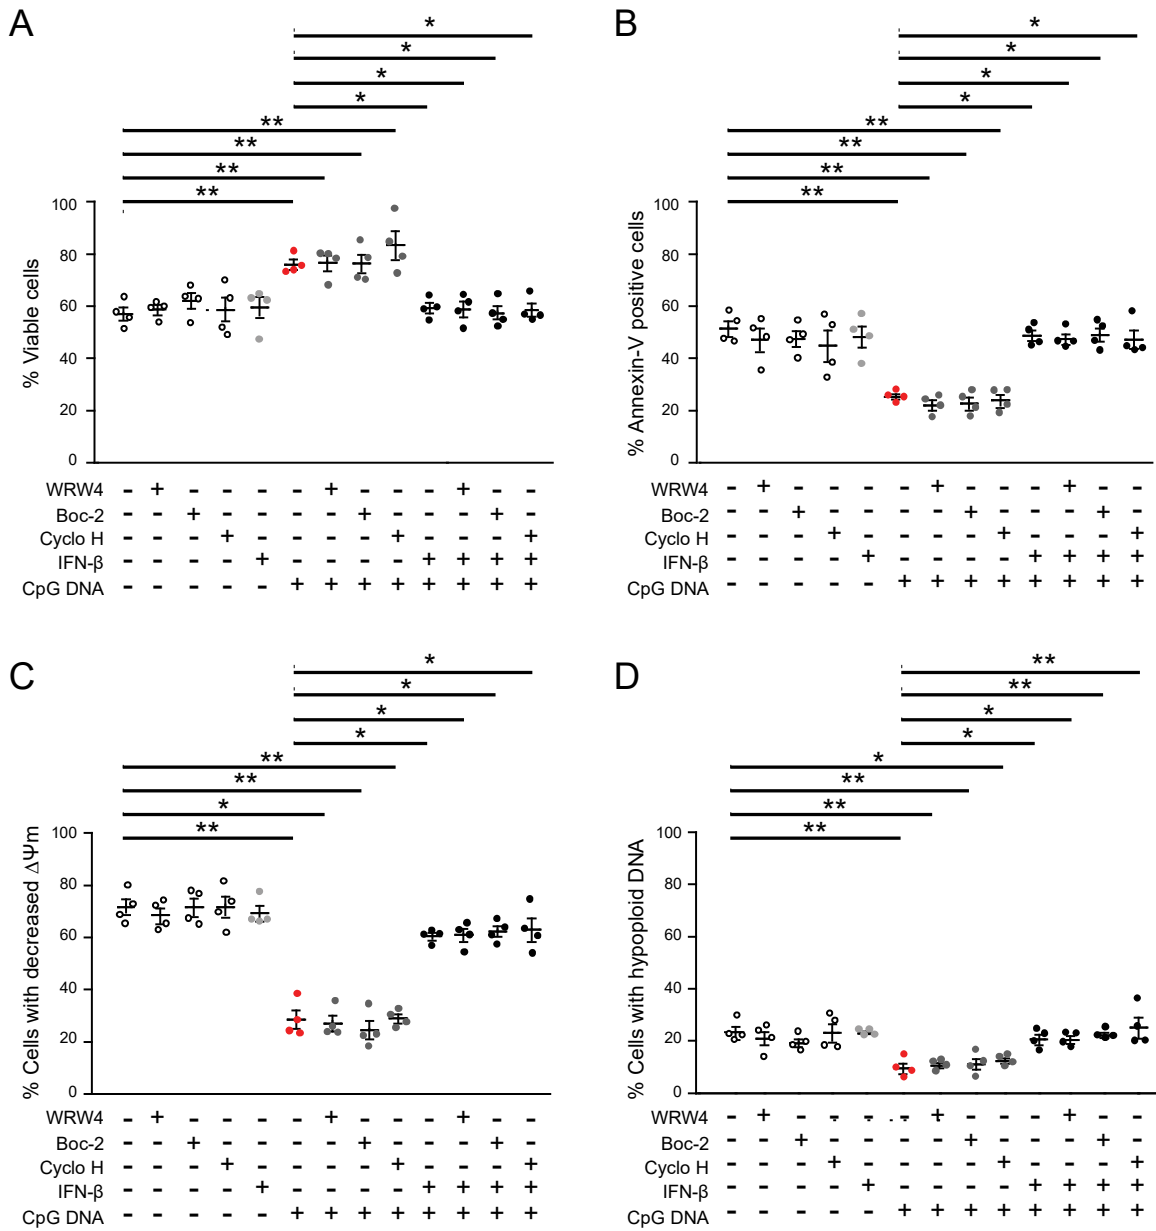 A
*
*
*
*
**
**
**
**
% Viable cells
100
80
60
40
20
0
WRW4 - + - - - - + - - - + - -
Boc-2 - - + - - - - + - - - + -
Cyclo H - - - + - - - - + - - - +
IFN-β - - - - + - - - - + + + +
CpG DNA - - - - - + + + + + + + +
B
*
*
*
*
**
**
**
**
% Annexin-V positive cells
100
80
60
40
20
0
WRW4 - + - - - - + - - - + - -
Boc-2 - - + - - - - + - - - + -
Cyclo H - - - + - - - - + - - - +
IFN-β - - - - + - - - - + + + +
CpG DNA - - - - - + + + + + + + +
C
*
*
*
*
**
**
*
**
% Cells with decreased ΔΨm
100
80
60
40
20
0
WRW4 - + - - - - + - - - + - -
Boc-2 - - + - - - - + - - - + -
Cyclo H - - - + - - - - + - - - +
IFN-β - - - - + - - - - + + + +
CpG DNA - - - - - + + + + + + + +
D
**
**
*
*
*
**
**
**
% Cells with hypoploid DNA
100
80
60
40
20
0
WRW4 - + - - - - + - - - + - -
Boc-2 - - + - - - - + - - - + -
Cyclo H - - - + - - - - + - - - +
IFN-β - - - - + - - - - + + + +
CpG DNA - - - - - + + + + + + + +